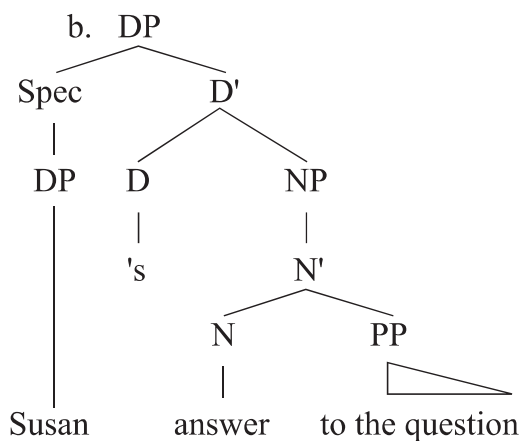 b. DP
Spec D'
DP D NP
's N'
N PP
Susan answer to the question